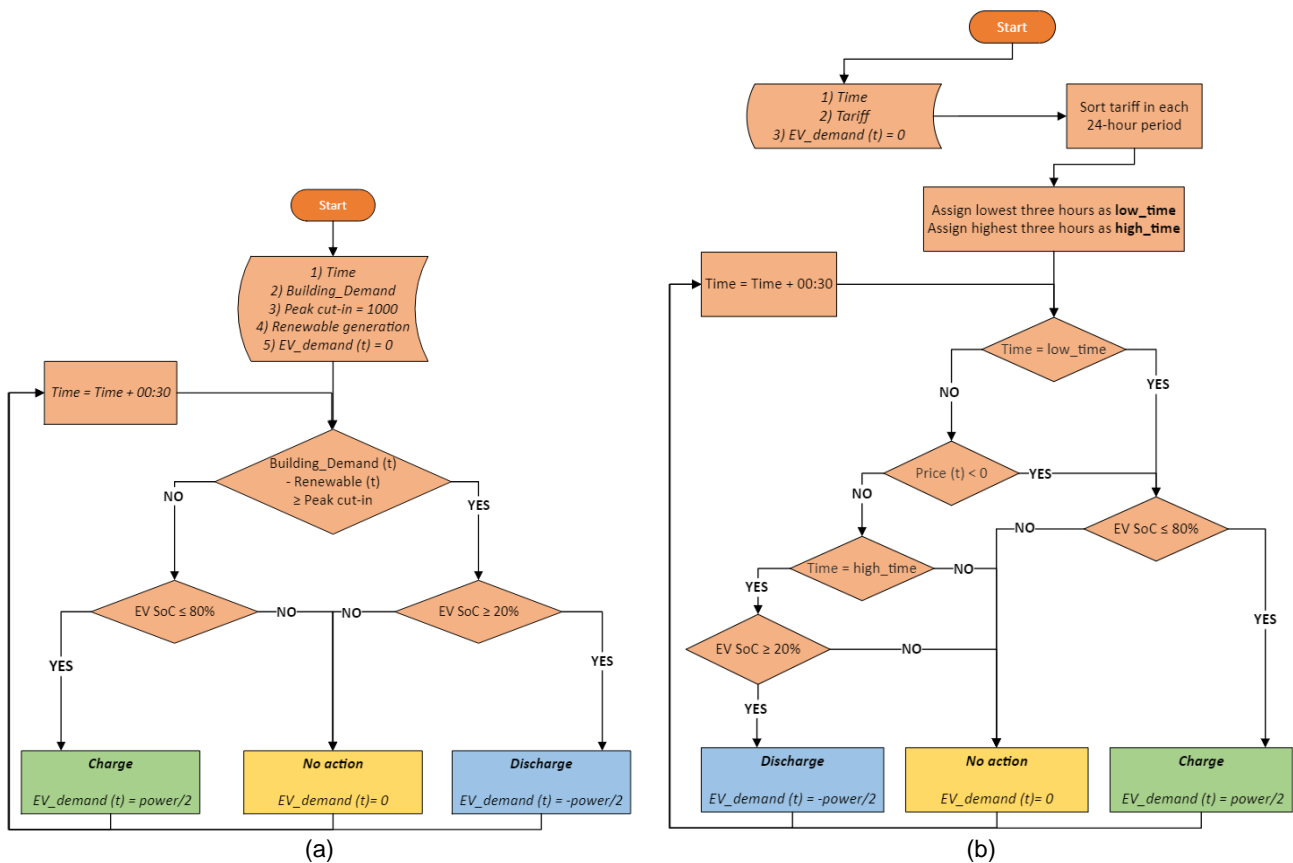 Start
1) Time
2) Building_Demand
3) Peak cut-in = 1000
4) Renewable generation
5) EV_demand (t) = 0
Time = Time + 00:30
Building_Demand (t)
- Renewable (t)
≥ Peak cut-in
NO
YES
EV SoC ≤ 80%
NO
NO
EV SoC ≥ 20%
YES
YES
Charge
EV_demand (t) = power/2
No action
EV_demand (t)= 0
Discharge
EV_demand (t) = -power/2
(a)
Start
1) Time
2) Tariff
3) EV_demand (t) = 0
Sort tariff in each
24-hour period
Assign lowest three hours as low_time
Assign highest three hours as high_time
Time = Time + 00:30
Time = low_time
NO
YES
Price (t) < 0
YES
NO
EV SoC ≤ 80%
NO
Time = high_time
NO
YES
YES
EV SoC ≥ 20%
NO
YES
Discharge
EV_demand (t) = -power/2
No action
EV_demand (t)= 0
Charge
EV_demand (t) = power/2
(b)